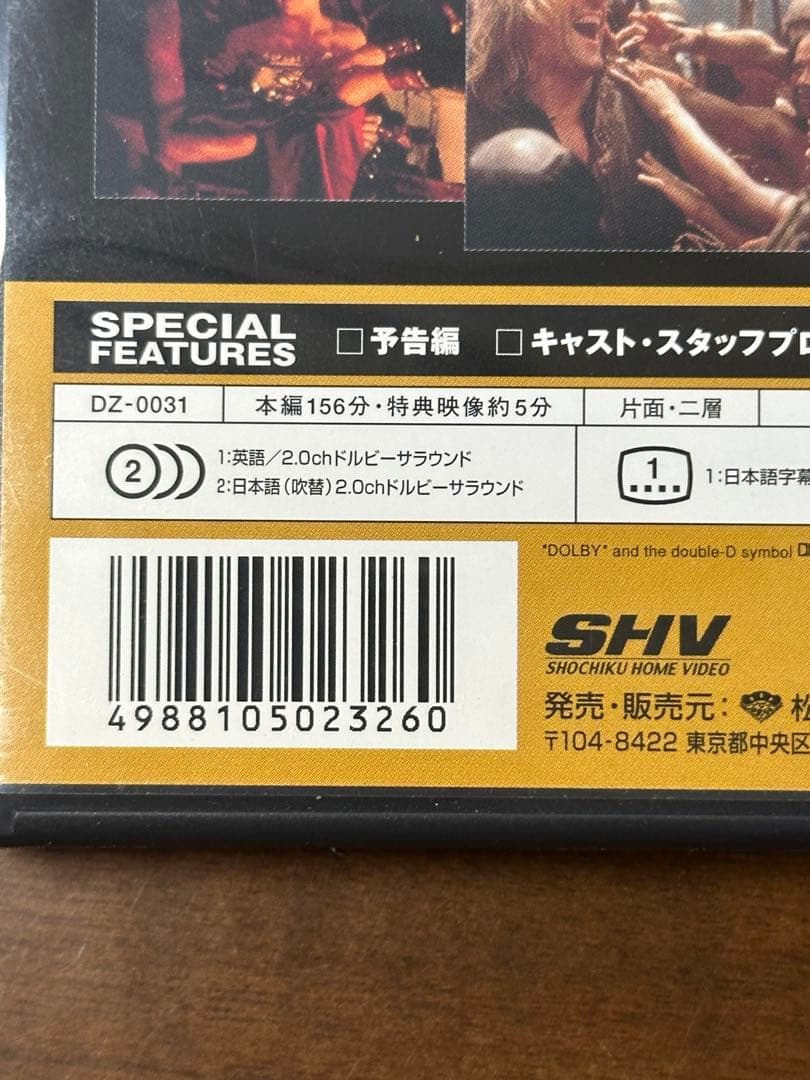 SPECIAL FEATURES □予告編 □キャスト・スタッフプロ
DZ-0031 本編156分・特典映像約5分 片面・二層
2 1:英語／2.0chドルビーサラウンド
2:日本語(吹替)2.0chドルビーサラウンド
1 1:日本語字幕
"DOLBY" and the double-D symbol
4988105023260
SHV
SHOCHIKU HOME VIDEO
発売・販売元: 松
〒104-8422 東京都中央区